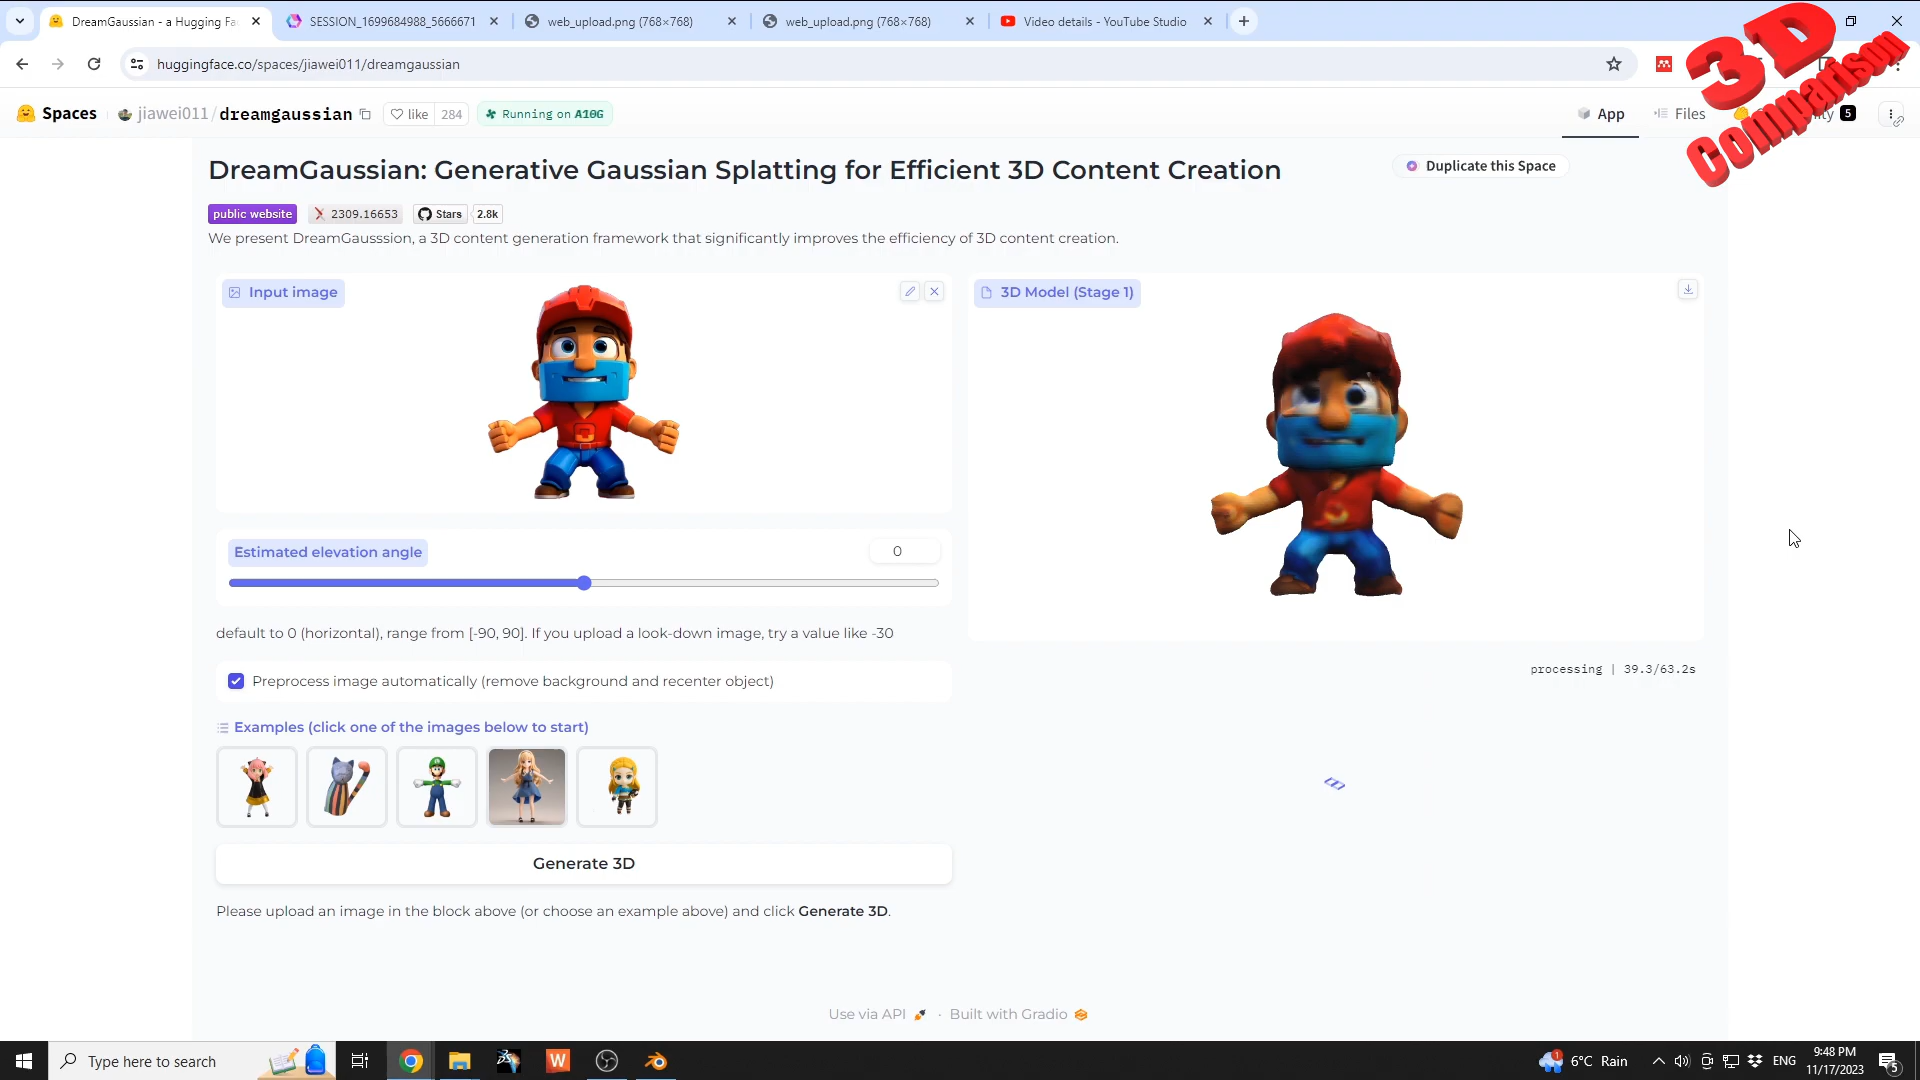 DreamGaussian - a Hugging Fa
SESSION_1699684988_5666671
web_upload.png (768×768)
web_upload.png (768×768)
Video details - YouTube Studio
huggingface.co/spaces/jiawei011/dreamgaussian
3D
Comparison
Spaces
jiawei011/dreamgaussian
like 284
Running on A10G
App
Files
5
DreamGaussian: Generative Gaussian Splatting for Efficient 3D Content Creation
Duplicate this Space
public website
2309.16653
Stars 2.8k
We present DreamGausssion, a 3D content generation framework that significantly improves the efficiency of 3D content creation.
Input image
3D Model (Stage 1)
Estimated elevation angle
0
default to 0 (horizontal), range from [-90, 90]. If you upload a look-down image, try a value like -30
processing | 39.3/63.2s
Preprocess image automatically (remove background and recenter object)
Examples (click one of the images below to start)
Generate 3D
Please upload an image in the block above (or choose an example above) and click Generate 3D.
Use via API · Built with Gradio
Type here to search
W
1
6°C Rain
ENG
9:48 PM
11/17/2023
5